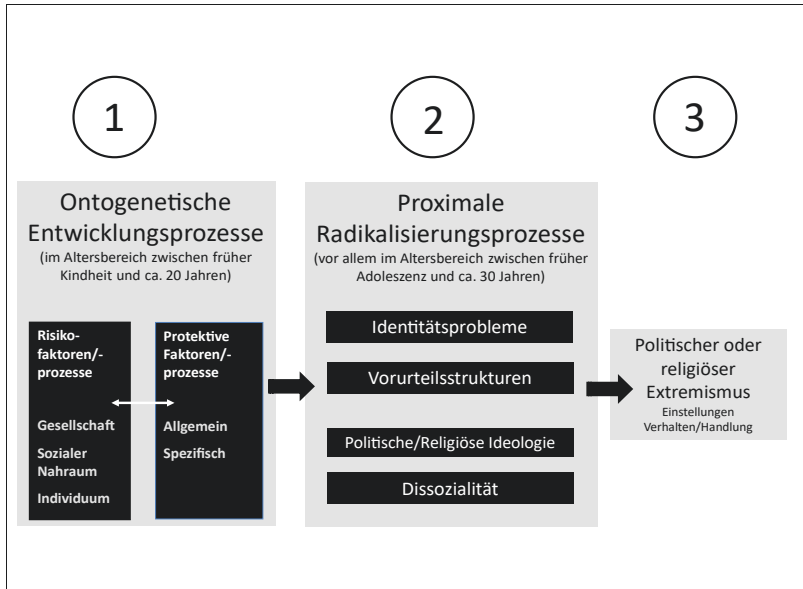 1
2
3
Ontogenetische
Entwicklungsprozesse
(im Altersbereich zwischen früher
Kindheit und ca. 20 Jahren)
Risiko-
faktoren/-
prozesse
Gesellschaft
Sozialer
Nahraum
Individuum
Protektive
Faktoren/-
prozesse
Allgemein
Spezifisch
Proximale
Radikalisierungsprozesse
(vor allem im Altersbereich zwischen früher
Adoleszenz und ca. 30 Jahren)
Identitätsprobleme
Vorurteilsstrukturen
Politische/Religiöse Ideologie
Dissozialität
Politischer oder
religiöser
Extremismus
Einstellungen
Verhalten/Handlung